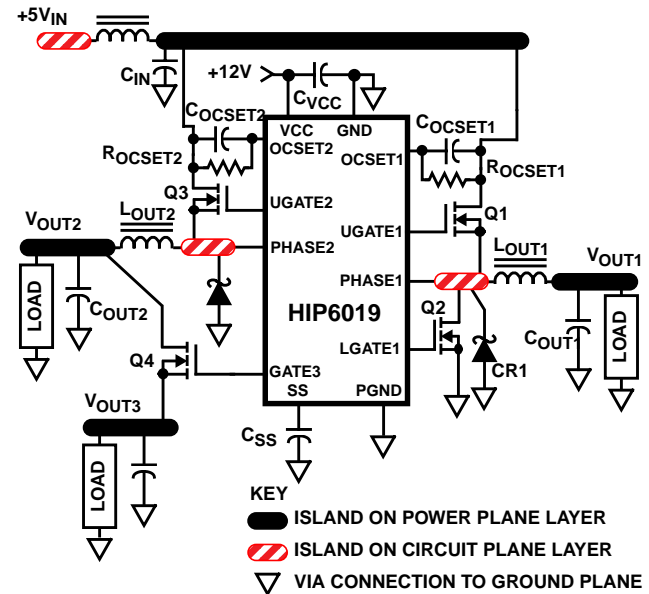 +5VIN
CIN
+12V
CVCC
COCSET2
VCC
GND
COCSET1
OCSET2
OCSET1
ROCSET2
ROCSET1
Q3
UGATE2
Q1
UGATE1
VOUT2
LOUT2
PHASE2
LOUT1
VOUT1
PHASE1
HIP6019
LOAD
COUT2
Q2
LOAD
COUT1
Q4
LGATE1
CR1
GATE3
SS
PGND
VOUT3
CSS
LOAD
KEY
ISLAND ON POWER PLANE LAYER
ISLAND ON CIRCUIT PLANE LAYER
VIA CONNECTION TO GROUND PLANE